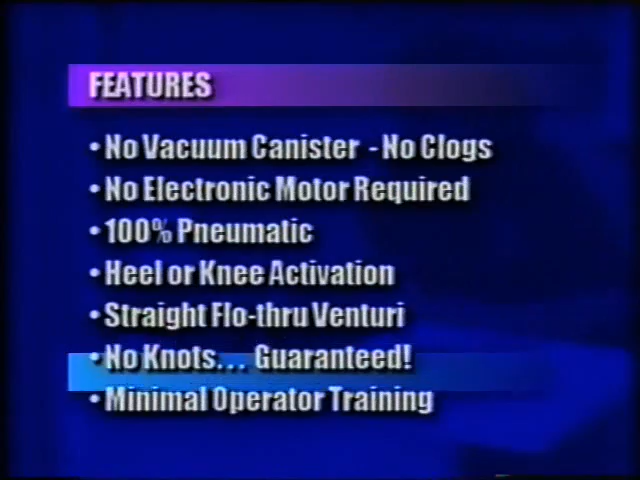 FEATURES
• No Vacuum Canister - No Clogs
• No Electronic Motor Required
• 100% Pneumatic
• Heel or Knee Activation
• Straight Flo-thru Venturi
• No Knots... Guaranteed!
• Minimal Operator Training